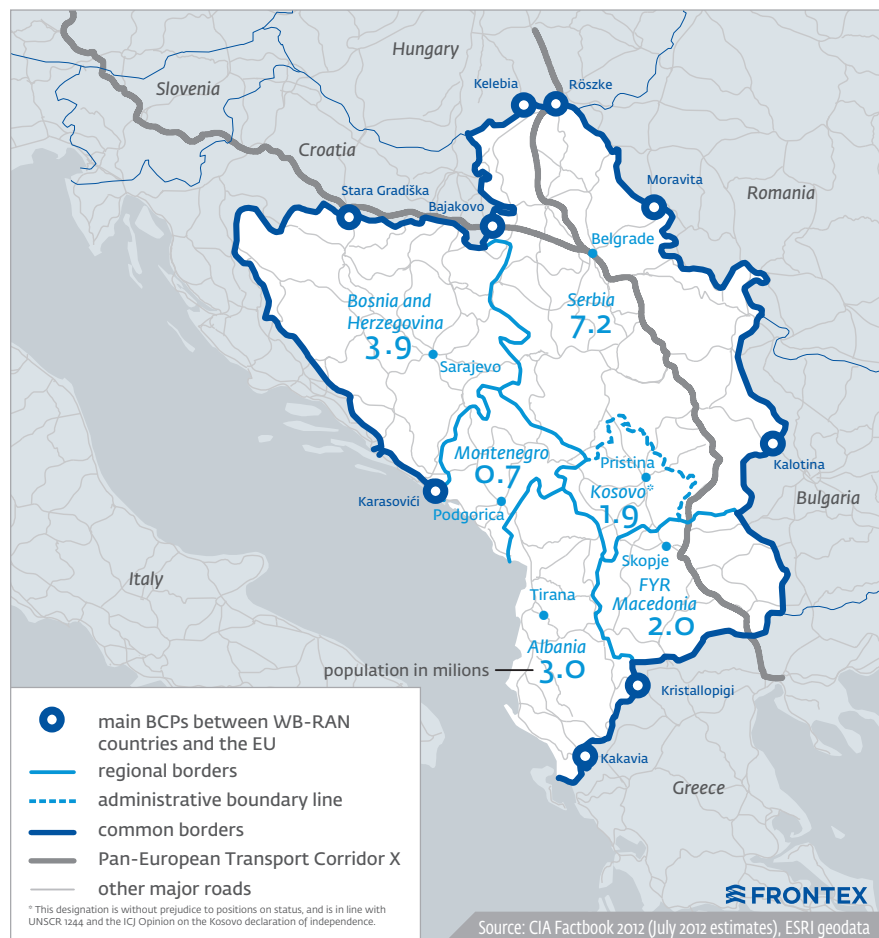 Hungary
Slovenia
Kelebia
Röszke
Croatia
Stara Gradiška
Bajakovo
Moravita
Romania
Belgrade
Bosnia and
Herzegovina
3.9
Serbia
7.2
Sarajevo
Montenegro
0.7
Pristina
Kosovo*
1.9
Kalotina
Karasovići
Podgorica
Bulgaria
Skopje
FYR
Macedonia
2.0
Italy
Tirana
Albania
3.0
population in milions
Kristallopigi
Kakavia
Greece
main BCPs between WB-RAN
countries and the EU
regional borders
administrative boundary line
common borders
Pan-European Transport Corridor X
other major roads
* This designation is without prejudice to positions on status, and is in line with
UNSCR 1244 and the ICJ Opinion on the Kosovo declaration of independence.
FRONTEX
Source: CIA Factbook 2012 (July 2012 estimates), ESRI geodata